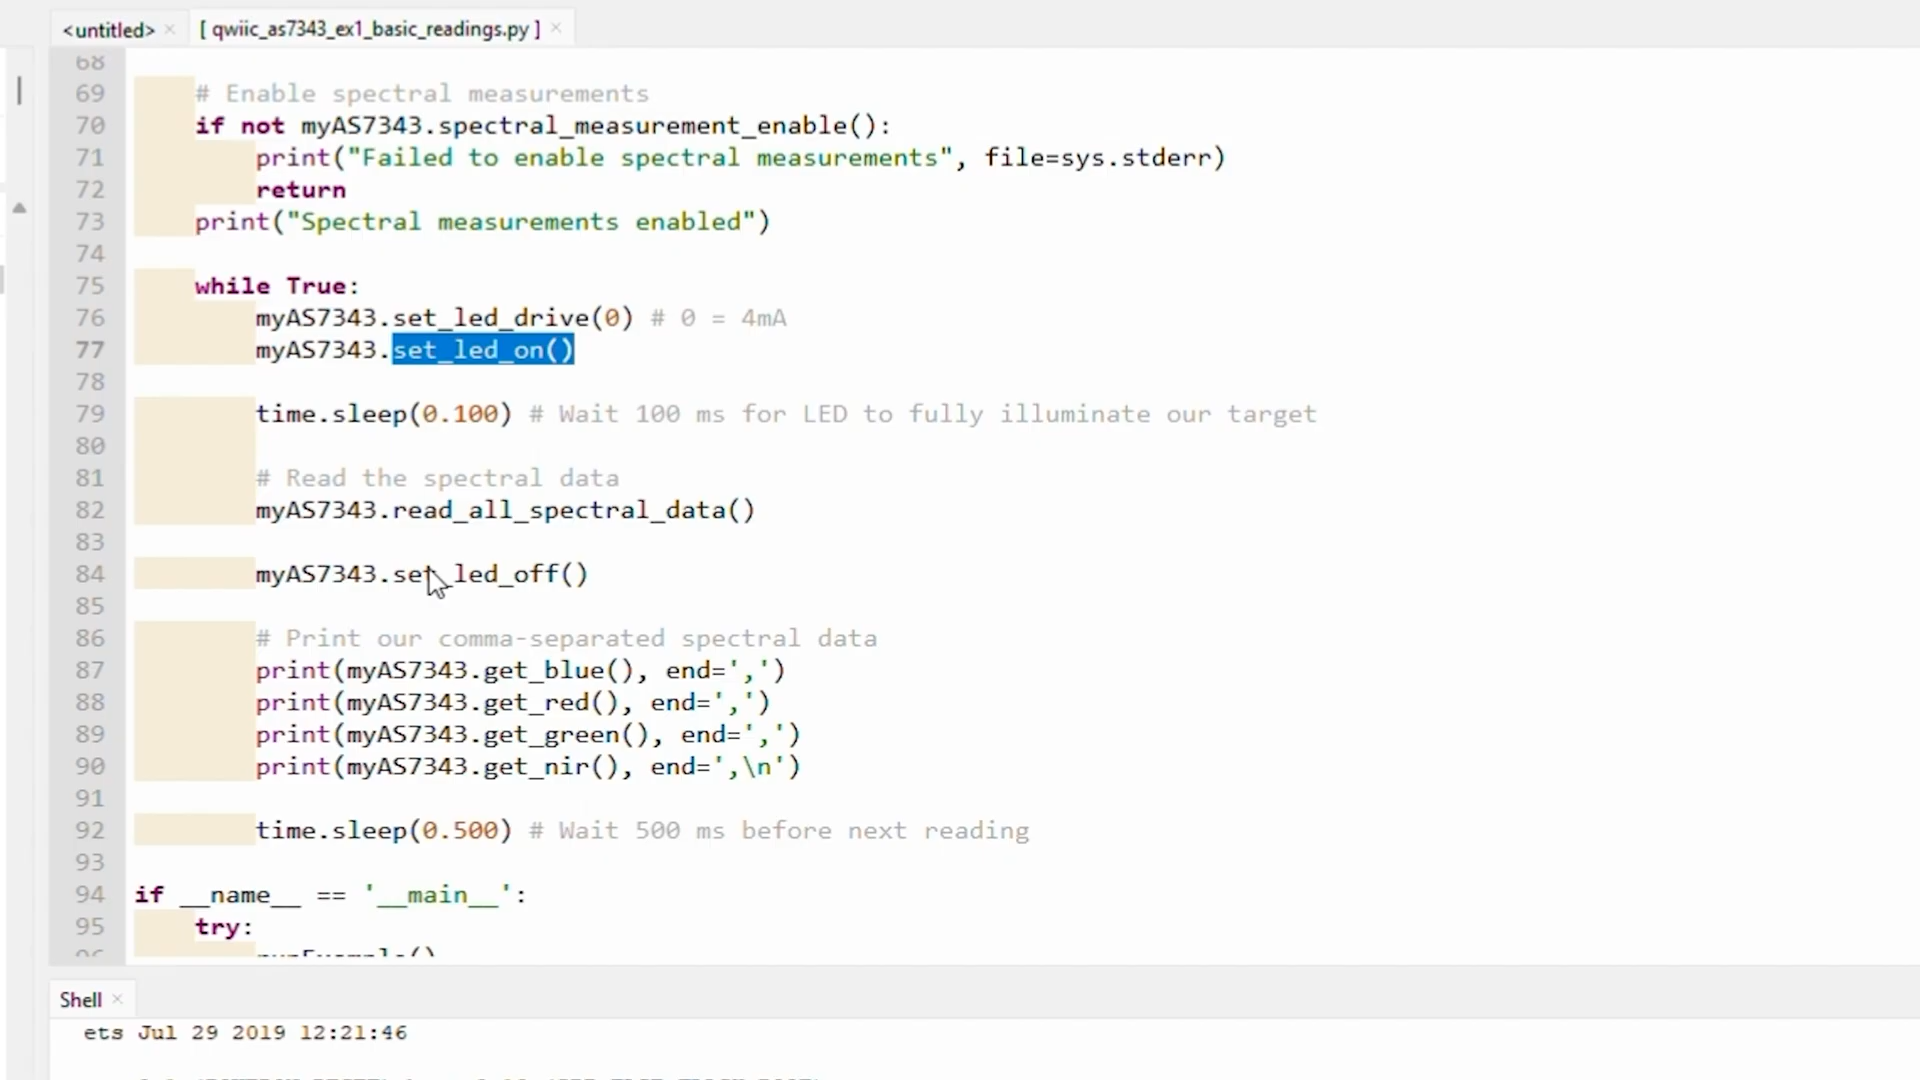 <untitled> × [ qwiic_as7343_ex1_basic_readings.py ] ×
68
69 # Enable spectral measurements
70 if not myAS7343.spectral_measurement_enable():
71 print("Failed to enable spectral measurements", file=sys.stderr)
72 return
73 print("Spectral measurements enabled")
74
75 while True:
76 myAS7343.set_led_drive(0) # 0 = 4mA
77 myAS7343.set_led_on()
78
79 time.sleep(0.100) # Wait 100 ms for LED to fully illuminate our target
80
81 # Read the spectral data
82 myAS7343.read_all_spectral_data()
83
84 myAS7343.set_led_off()
85
86 # Print our comma-separated spectral data
87 print(myAS7343.get_blue(), end=',')
88 print(myAS7343.get_red(), end=',')
89 print(myAS7343.get_green(), end=',')
90 print(myAS7343.get_nir(), end=',\n')
91
92 time.sleep(0.500) # Wait 500 ms before next reading
93
94 if __name__ == '__main__':
95 try:
96 runExample()
Shell ×
ets Jul 29 2019 12:21:46